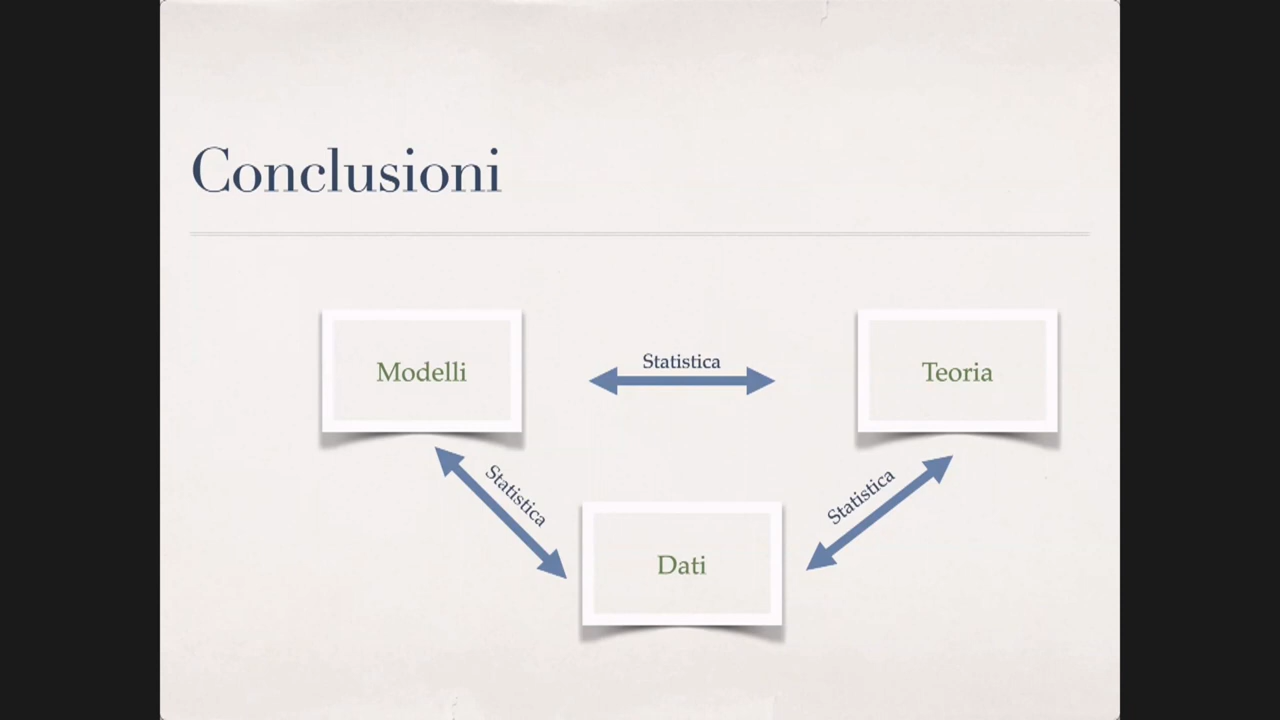 Conclusioni
Modelli
Statistica
Teoria
Statistica
Statistica
Dati